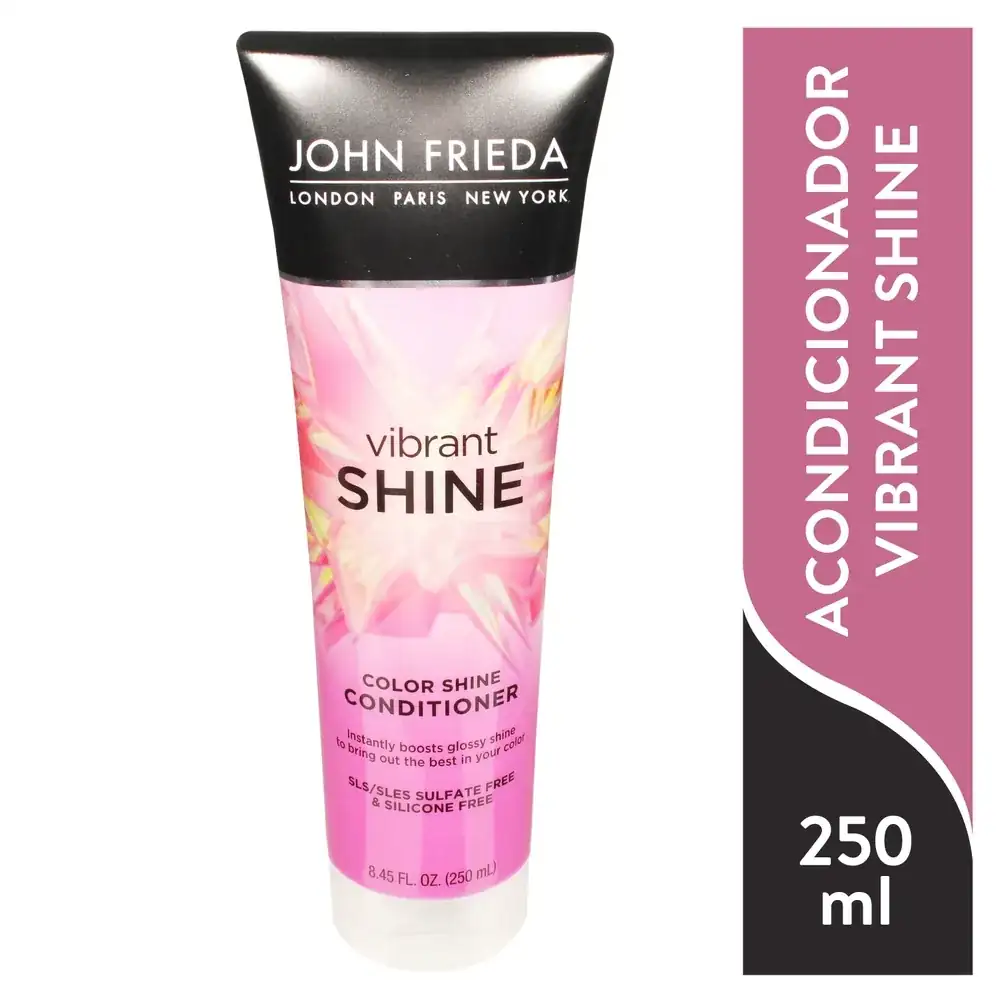 JOHN FRIEDA
LONDON PARIS NEW YORK
vibrant
SHINE
COLOR SHINE
CONDITIONER
Instantly boosts glossy shine
to bring out the best in your color
SLS/SLES SULFATE FREE
& SILICONE FREE
8.45 FL. OZ. (250 mL)
ACONDICIONADOR
VIBRANT SHINE
250
ml